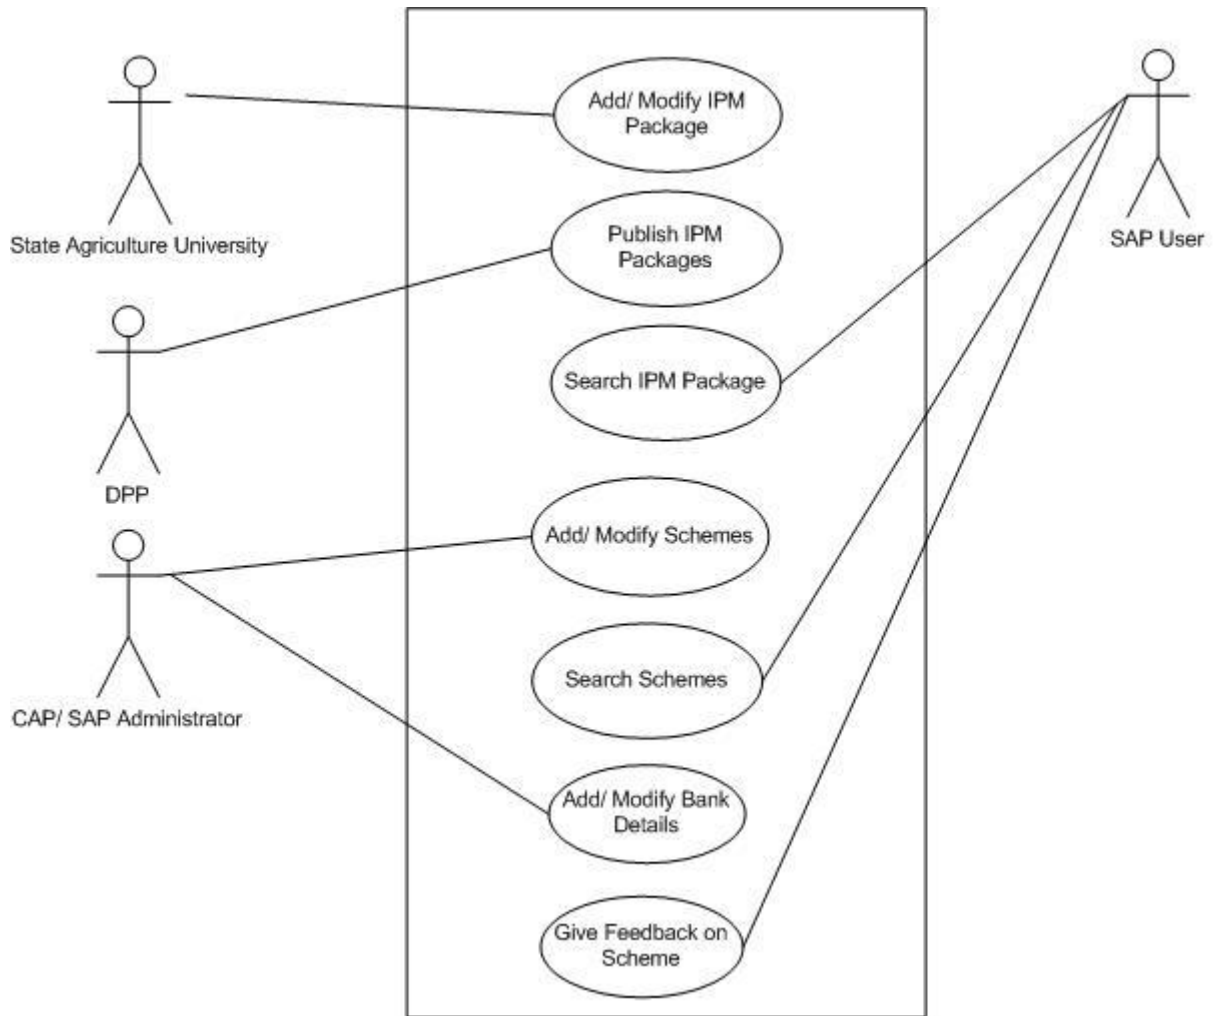 Add/ Modify IPM
Package
State Agriculture University
SAP User
Publish IPM
Packages
Search IPM Package
DPP
Add/ Modify Schemes
Search Schemes
CAP/ SAP Administrator
Add/ Modify Bank
Details
Give Feedback on
Scheme